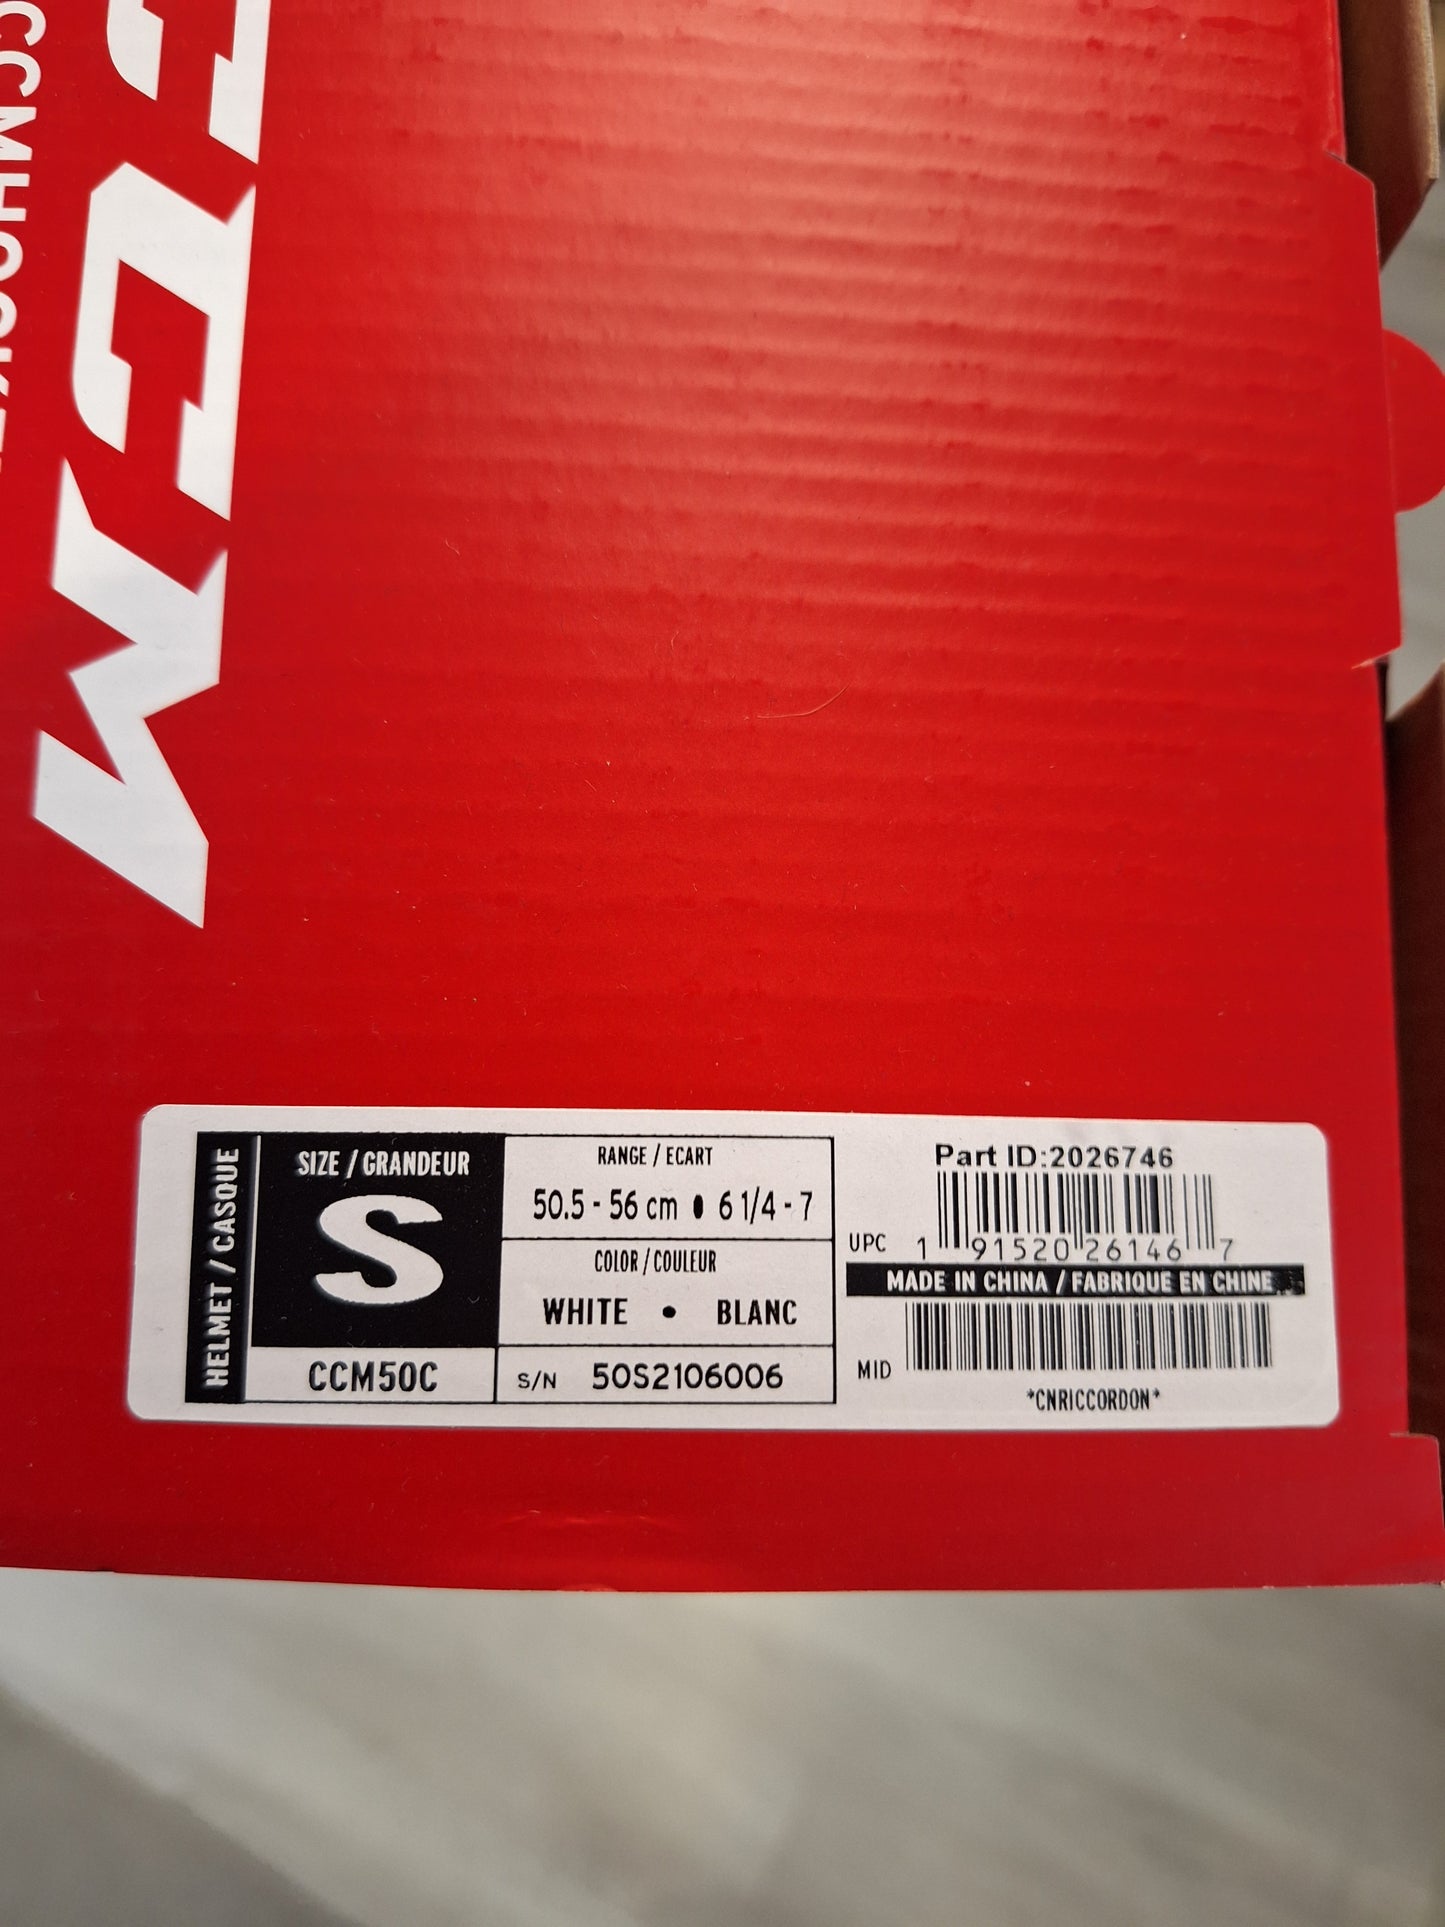 CCM
HELMET / CASQUE
SIZE / GRANDEUR
S
CCM50C
RANGE / ECART
50.5 - 56 cm • 6 1/4 - 7
COLOR / COULEUR
WHITE • BLANC
S/N 50S2106006
Part ID:2026746
UPC 1 91520 26146 7
MADE IN CHINA / FABRIQUE EN CHINE
MID
*CNRICCORDON*